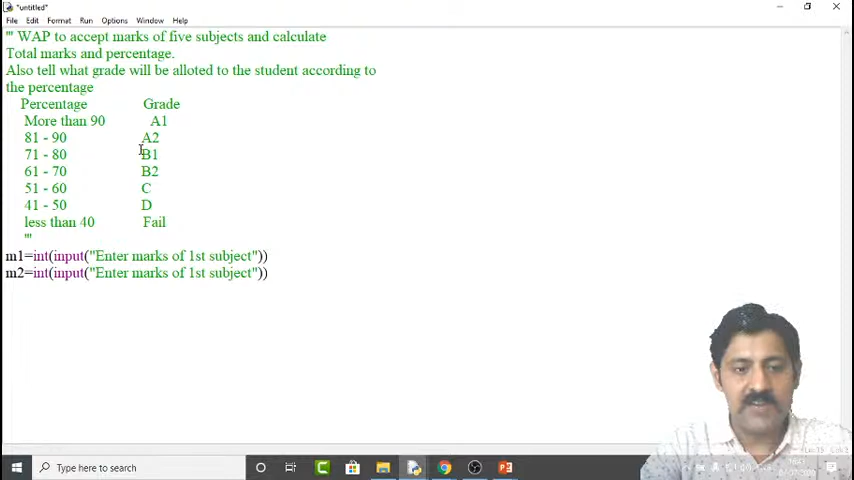 *untitled*
File Edit Format Run Options Window Help
''' WAP to accept marks of five subjects and calculate
Total marks and percentage.
Also tell what grade will be alloted to the student according to
the percentage
Percentage Grade
More than 90 A1
81 - 90 A2
71 - 80 B1
61 - 70 B2
51 - 60 C
41 - 50 D
less than 40 Fail
'''
m1=int(input("Enter marks of 1st subject"))
m2=int(input("Enter marks of 1st subject"))
Type here to search